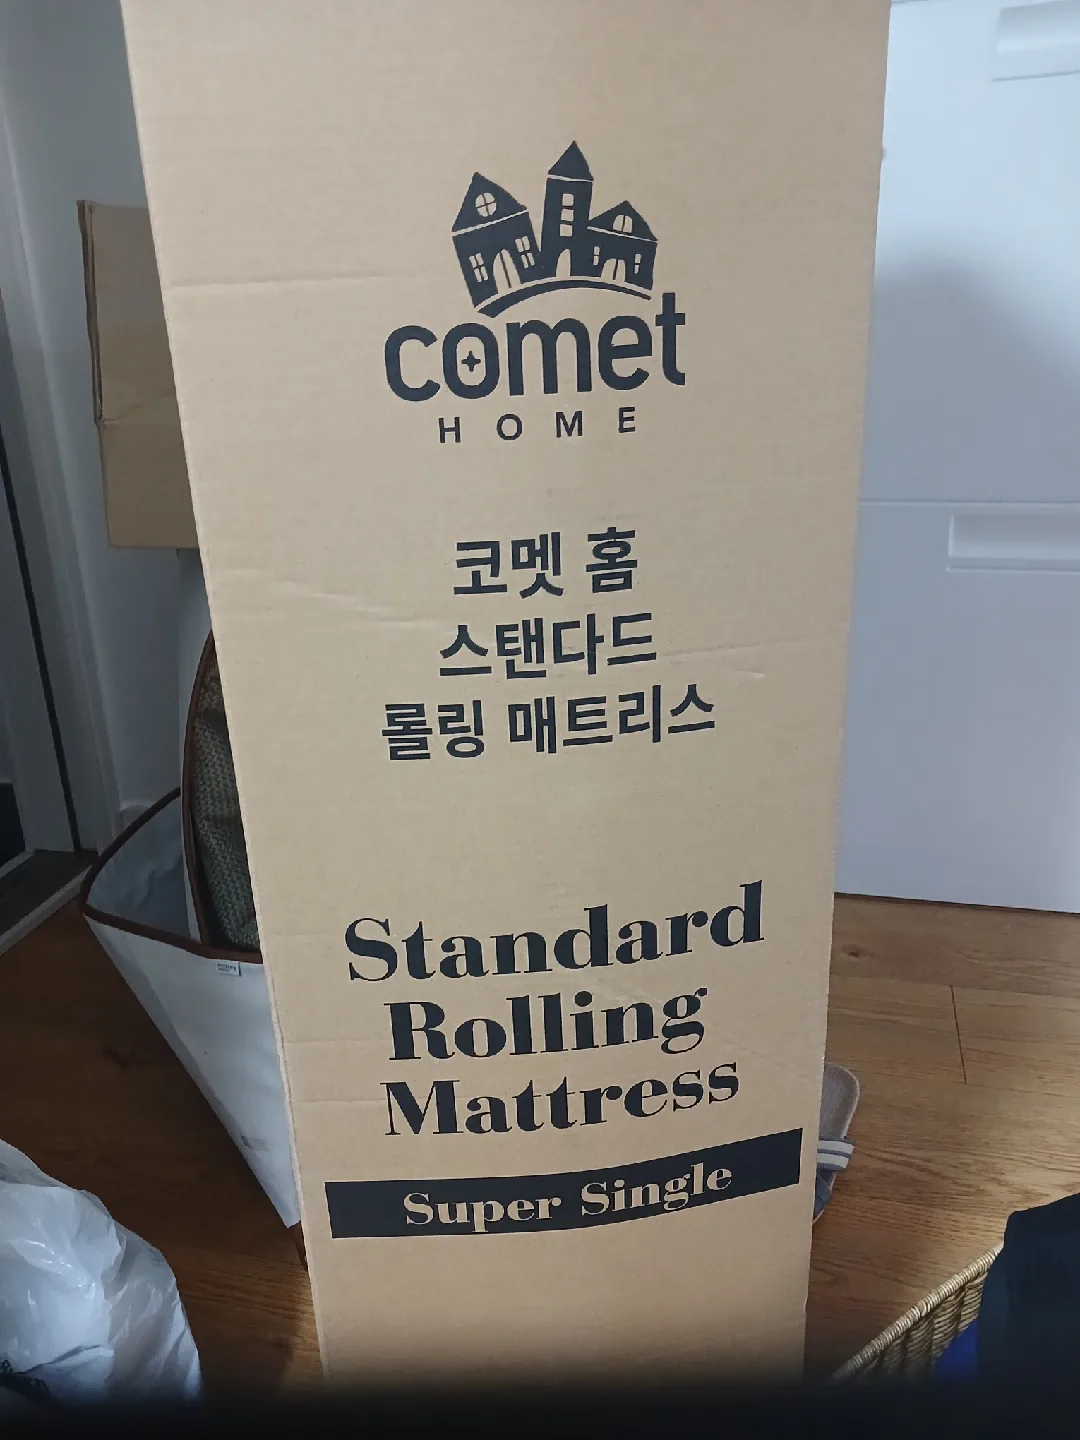 comet
HOME
코멧 홈
스탠다드
롤링 매트리스
Standard
Rolling
Mattress
Super Single